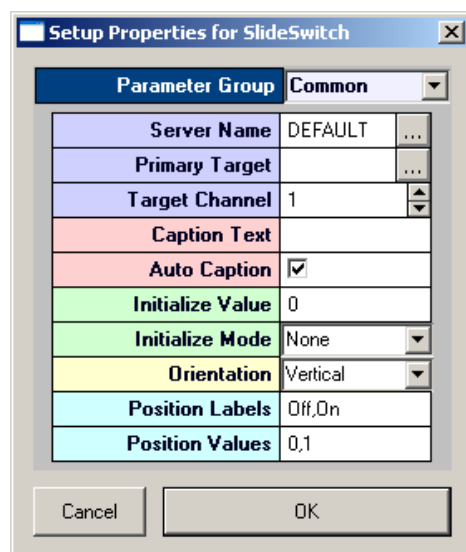 Setup Properties for SlideSwitch
Parameter Group Common
Server Name DEFAULT ...
Primary Target ...
Target Channel 1
Caption Text
Auto Caption
Initialize Value 0
Initialize Mode None
Orientation Vertical
Position Labels Off,On
Position Values 0,1
Cancel OK